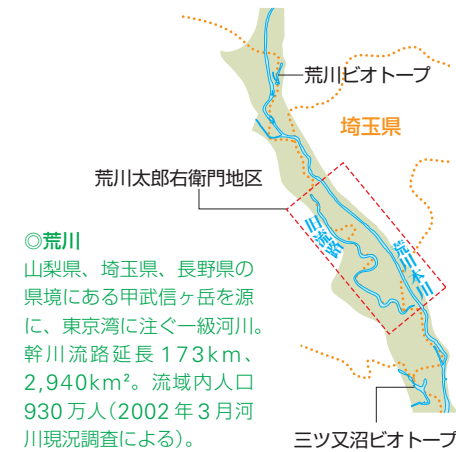 荒川ビオトープ
埼玉県
荒川太郎右衛門地区
旧流路
荒川本川
◎荒川
山梨県、埼玉県、長野県の
県境にある甲武信ヶ岳を源
に、東京湾に注ぐ一級河川。
幹川流路延長173km、
2,940km²。流域内人口
930万人(2002年3月河
川現況調査による)。
三ツ又沼ビオトープ